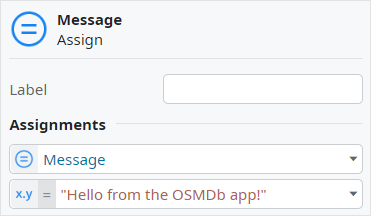 Message
Assign
Label
Assignments
Message
x.y = "Hello from the OSMDb app!"